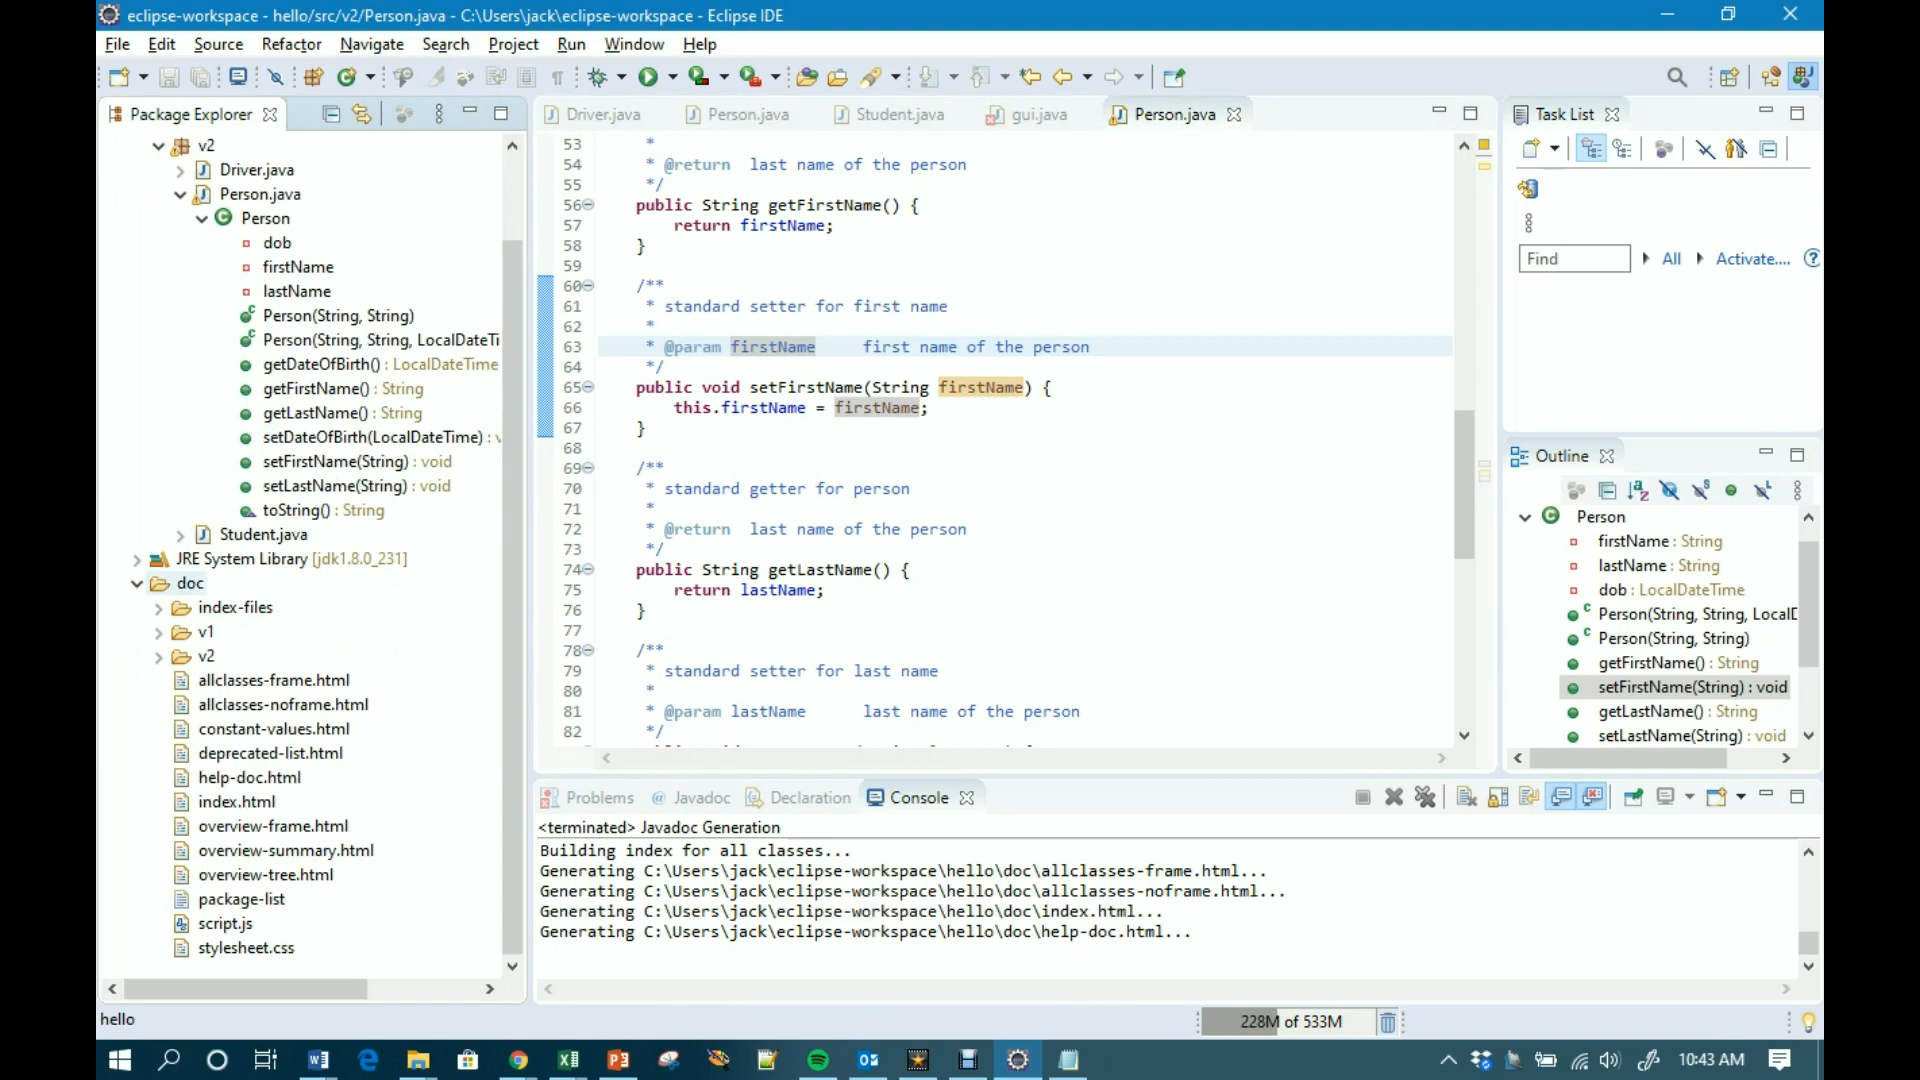 eclipse-workspace - hello/src/v2/Person.java - C:\Users\jack\eclipse-workspace - Eclipse IDE
File Edit Source Refactor Navigate Search Project Run Window Help
Package Explorer
v2
Driver.java
Person.java
Person
dob
firstName
lastName
Person(String, String)
Person(String, String, LocalDateTi
getDateOfBirth() : LocalDateTime
getFirstName() : String
getLastName() : String
setDateOfBirth(LocalDateTime) : v
setFirstName(String) : void
setLastName(String) : void
toString() : String
Student.java
JRE System Library [jdk1.8.0_231]
doc
index-files
v1
v2
allclasses-frame.html
allclasses-noframe.html
constant-values.html
deprecated-list.html
help-doc.html
index.html
overview-frame.html
overview-summary.html
overview-tree.html
package-list
script.js
stylesheet.css
Driver.java Person.java Student.java gui.java Person.java
53 *
54 * @return last name of the person
55 */
56 public String getFirstName() {
57 return firstName;
58 }
59
60 /**
61 * standard setter for first name
62 *
63 * @param firstName first name of the person
64 */
65 public void setFirstName(String firstName) {
66 this.firstName = firstName;
67 }
68
69 /**
70 * standard getter for person
71 *
72 * @return last name of the person
73 */
74 public String getLastName() {
75 return lastName;
76 }
77
78 /**
79 * standard setter for last name
80 *
81 * @param lastName last name of the person
82 */
Task List
Find All Activate....
Outline
Person
firstName : String
lastName : String
dob : LocalDateTime
Person(String, String, LocalD
Person(String, String)
getFirstName() : String
setFirstName(String) : void
getLastName() : String
setLastName(String) : void
Problems @ Javadoc Declaration Console
<terminated> Javadoc Generation
Building index for all classes...
Generating C:\Users\jack\eclipse-workspace\hello\doc\allclasses-frame.html...
Generating C:\Users\jack\eclipse-workspace\hello\doc\allclasses-noframe.html...
Generating C:\Users\jack\eclipse-workspace\hello\doc\index.html...
Generating C:\Users\jack\eclipse-workspace\hello\doc\help-doc.html...
hello
228M of 533M
10:43 AM